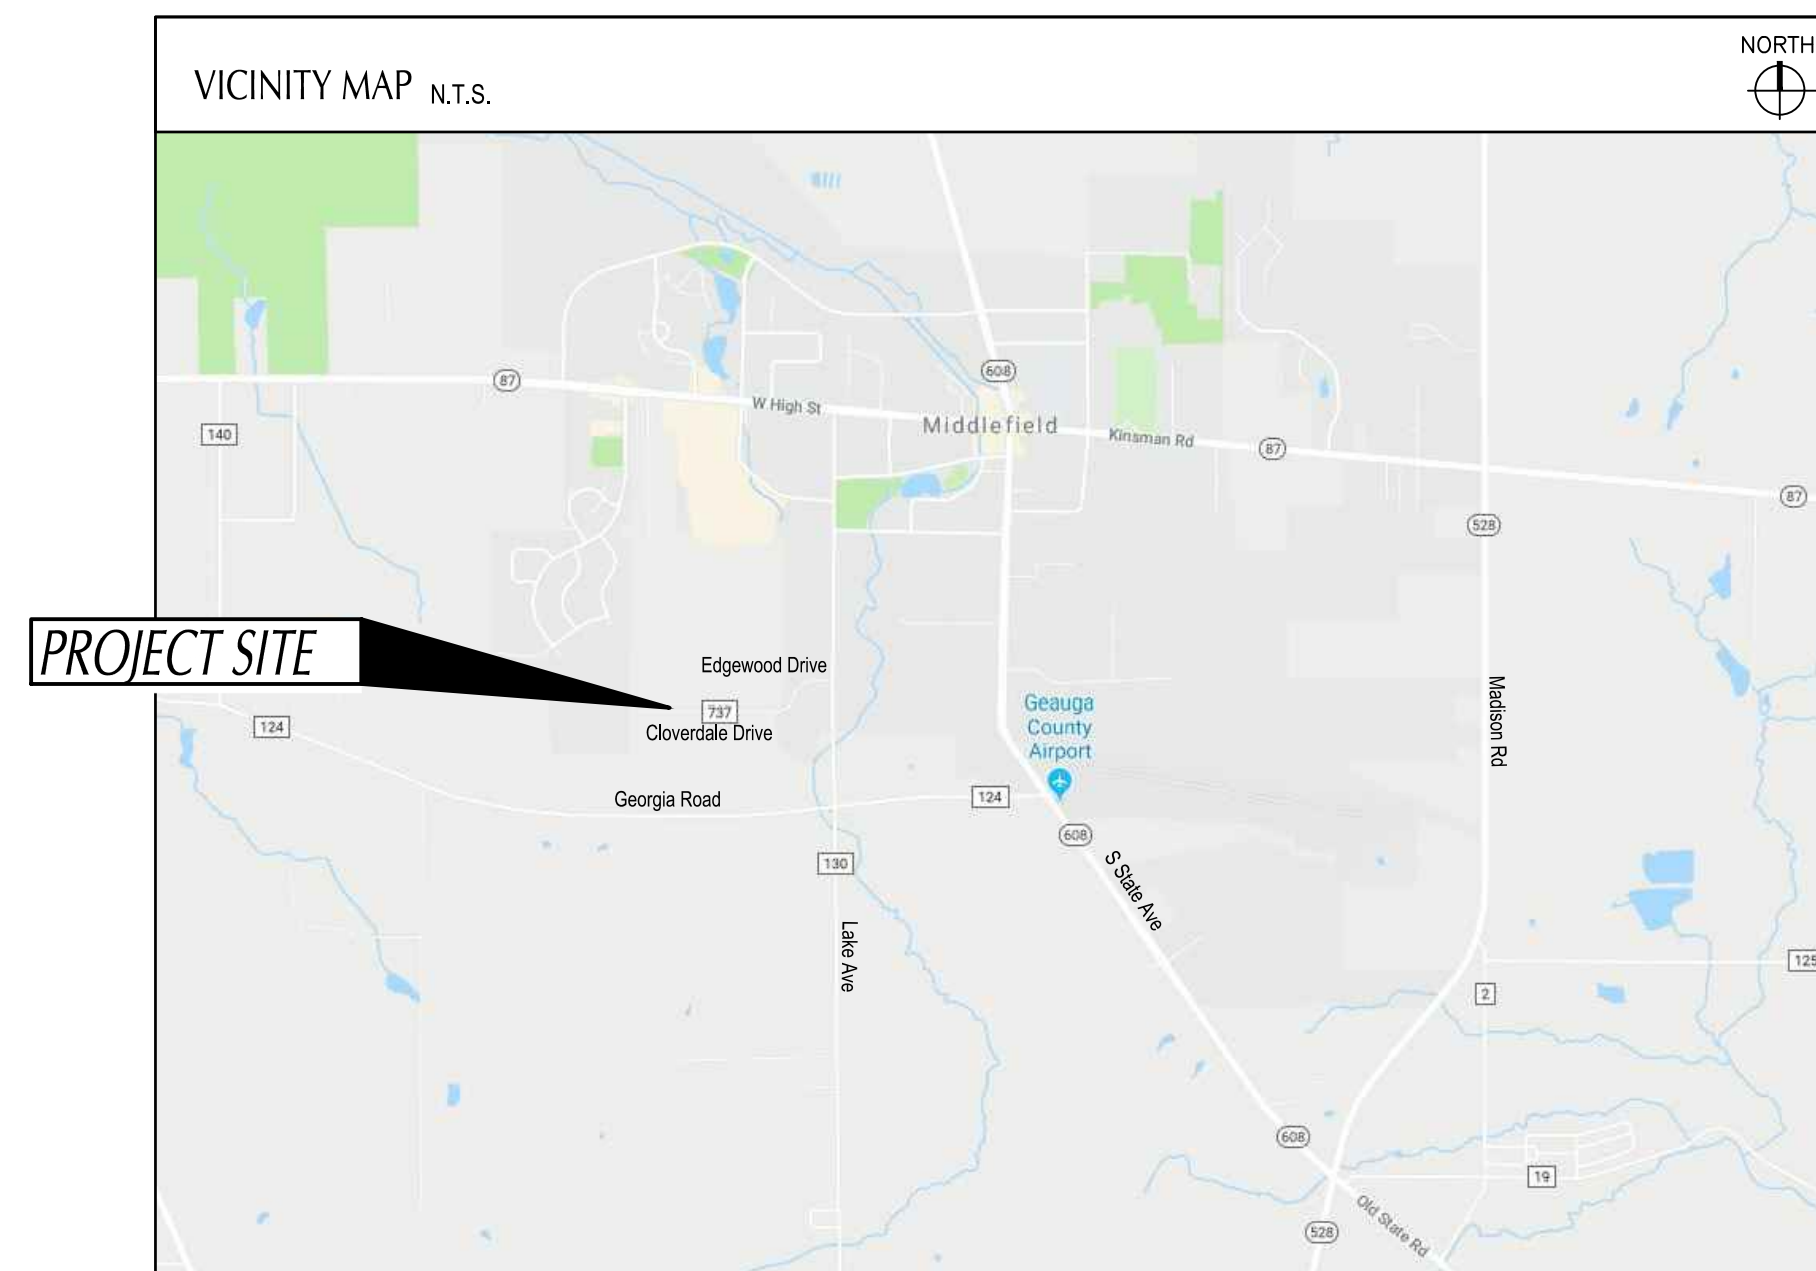 NORTH
VICINITY MAP N.T.S.
608
87
W High St
140
Middlefield
Kinsman Rd
87
87
528
PROJECT SITE
Edgewood Drive
737
Cloverdale Drive
124
Geauga
County
Airport
Madison Rd
Georgia Road
124
608
130
S State Ave
Lake Ave
125
2
608
19
Old State Rd
528